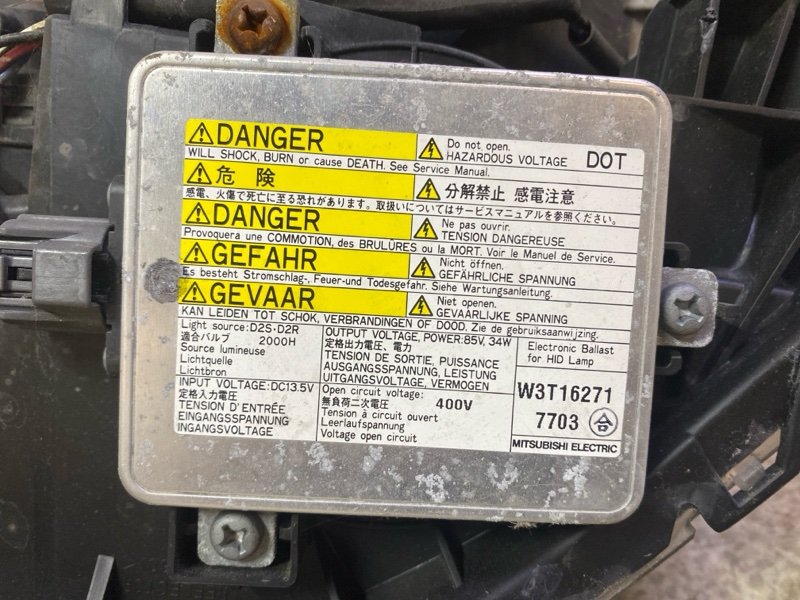 DANGER
Do not open.
HAZARDOUS VOLTAGE
DOT
WILL SHOCK, BURN or cause DEATH. See Service Manual.
危険
分解禁止 感電注意
感電、火傷で死亡に至る恐れがあります。取扱いについてはサービスマニュアルを参照ください。
DANGER
Ne pas ouvrir.
TENSION DANGEREUSE
Provoquera une COMMOTION, des BRULURES ou la MORT. Voir le Manuel de Service.
GEFAHR
Nicht öffnen.
GEFÄHRLICHE SPANNUNG
Es besteht Stromschlag-, Feuer-und Todesgefahr. Siehe Wartungsanleitung.
GEVAAR
Niet openen.
GEVAARLIJKE SPANNING
KAN LEIDEN TOT SCHOK, VERBRANDINGEN OF DOOD. Zie de gebruiksaanwijzing.
Light source:D2S·D2R
適合バルブ 2000H
Source lumineuse
Lichtquelle
Lichtbron
INPUT VOLTAGE:DC13.5V
定格入力電圧
TENSION D'ENTRÉE
EINGANGSSPANNUNG
INGANGSVOLTAGE
OUTPUT VOLTAGE, POWER:85V, 34W
定格出力電圧、電力
TENSION DE SORTIE, PUISSANCE
AUSGANGSSPANNUNG, LEISTUNG
UITGANGSVOLTAGE, VERMOGEN
Open circuit voltage:
無負荷二次電圧 400V
Tension à circuit ouvert
Leerlaufspannung
Voltage open circuit
Electronic Ballast
for HID Lamp
W3T16271
7703 合
MITSUBISHI ELECTRIC